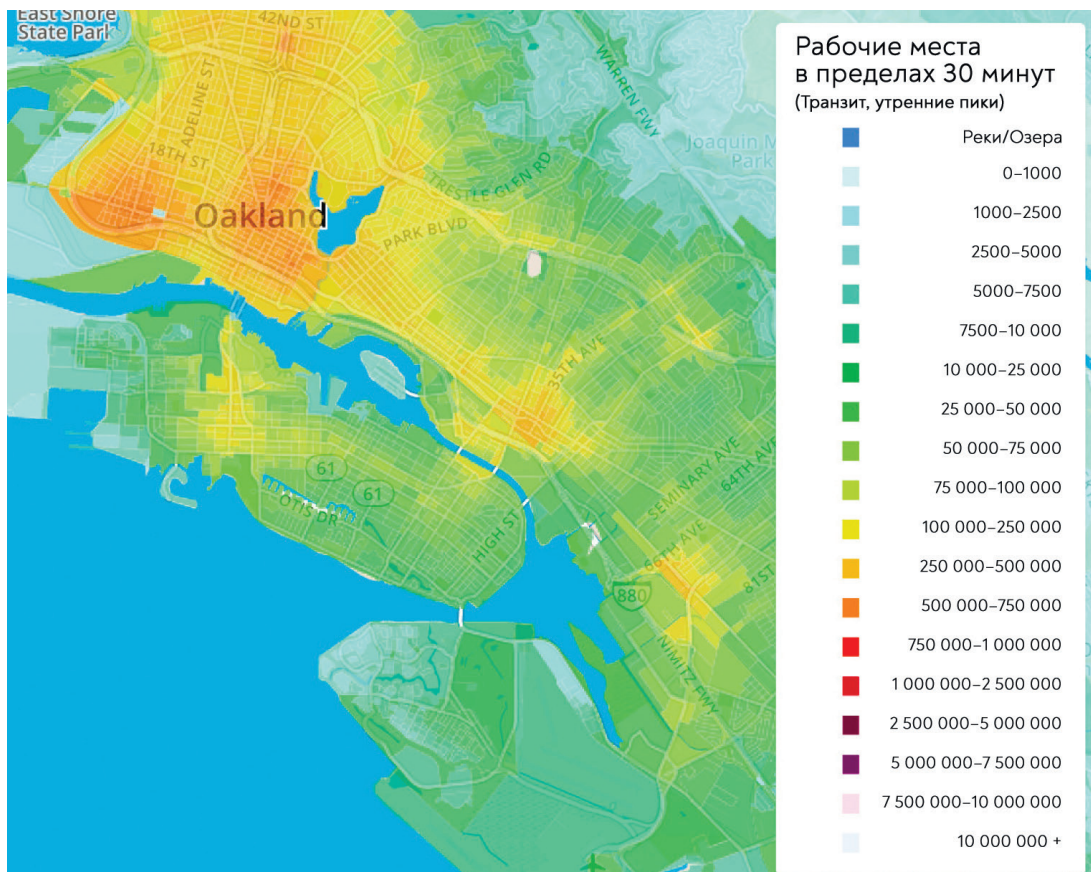 East Shore
State Park
42ND ST
ADELINE ST
18TH ST
Oakland
WARREN FWY
Joaquin M
Park
TRESTLE GLEN RD
PARK BLVD
35TH AVE
61
61
OTIS DR
HIGH ST
SEMINARY AVE
64TH AVE
66TH AVE
81ST
880
NIMITZ FWY
Рабочие места
в пределах 30 минут
(Транзит, утренние пики)
Реки/Озера
0–1000
1000–2500
2500–5000
5000–7500
7500–10 000
10 000–25 000
25 000–50 000
50 000–75 000
75 000–100 000
100 000–250 000
250 000–500 000
500 000–750 000
750 000–1 000 000
1 000 000–2 500 000
2 500 000–5 000 000
5 000 000–7 500 000
7 500 000–10 000 000
10 000 000 +